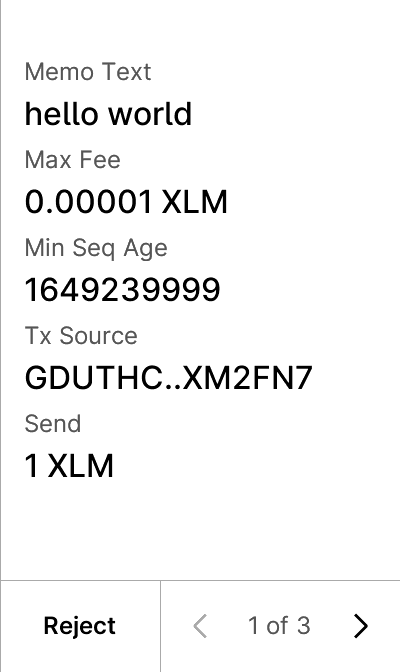 Memo Text
hello world
Max Fee
0.00001 XLM
Min Seq Age
1649239999
Tx Source
GDUTHC..XM2FN7
Send
1 XLM
Reject
1 of 3